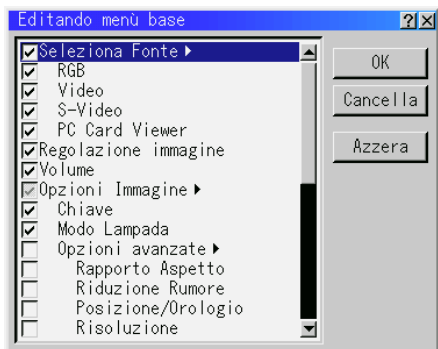 Editando menù base
Seleziona Fonte
RGB
Video
S-Video
PC Card Viewer
Regolazione immagine
Volume
Opzioni Immagine
Chiave
Modo Lampada
Opzioni avanzate
Rapporto Aspetto
Riduzione Rumore
Posizione/Orologio
Risoluzione
OK
Cancella
Azzera